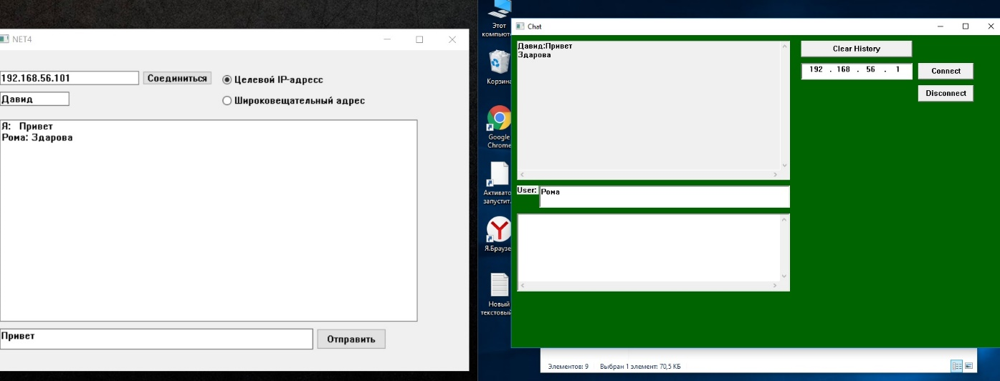 NET4
192.168.56.101
Соединиться
Целевой IP-адресс
Давид
Широковещательный адрес
Я: Привет
Рома: Здарова
Привет
Отправить
Этот
компьют...
Корзина
Google
Chrome
Активато
запустит...
Я.Браузе
Новый
текстовый
Chat
Давид:Привет
Здарова
Clear History
192 . 168 . 56 . 1
Connect
Disconnect
User:
Рома
Элементов: 9 Выбран 1 элемент: 70,5 КБ